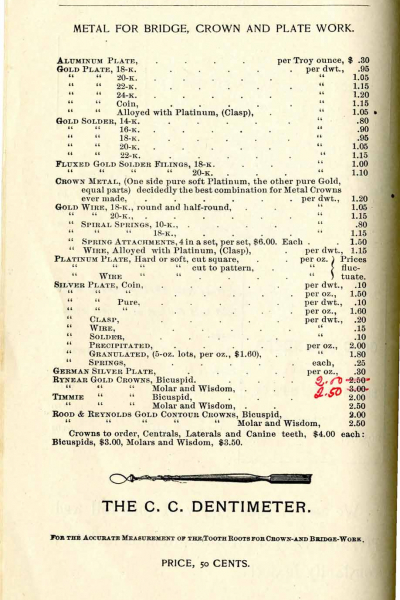 METAL FOR BRIDGE, CROWN AND PLATE WORK.
ALUMINUM PLATE, . . . . . per Troy ounce, $ .30
GOLD PLATE, 18-K. . . . . . per dwt., .95
" " 20-K. . . . . . " 1.05
" " 22-K. . . . . . " 1.15
" " 24-K. . . . . . " 1.20
" " Coin, . . . . . " 1.15
" " Alloyed with Platinum, (Clasp), . . " 1.05
GOLD SOLDER, 14-K. . . . . . " .80
" " 16-K. . . . . . " .90
" " 18-K. . . . . . " .95
" " 20-K. . . . . . " 1.05
" " 22-K. . . . . . " 1.15
FLUXED GOLD SOLDER FILINGS, 18-K. . . . " 1.00
" " " " 20-K. . . . " 1.10
CROWN METAL, (One side pure soft Platinum, the other pure Gold,
equal parts) decidedly the best combination for Metal Crowns
ever made, . . . . . per dwt., 1.20
GOLD WIRE, 18-K., round and half-round, . . " 1.05
" " 20-K., . . . . . " 1.15
" SPIRAL SPRINGS, 10-K., . . . . " .80
" " " 18-K., . . . . " 1.15
" SPRING ATTACHMENTS, 4 in a set, per set, $6.00. Each . 1.50
" WIRE, Alloyed with Platinum, (Clasp), . per dwt., 1.15
PLATINUM PLATE, Hard or soft, cut square, . per oz. } Prices
" " " " cut to pattern, . " } fluc-
" WIRE " " . . . " } tuate.
SILVER PLATE, Coin, . . . . per dwt., .10
" " " . . . . per oz., 1.50
" " Pure, . . . . per dwt., .10
" " " . . . . per oz., 1.60
" CLASP, . . . . per dwt., .20
" WIRE, . . . . " .15
" SOLDER, . . . . " .10
" PRECIPITATED, . . . . per oz., 2.00
" GRANULATED, (5-oz. lots, per oz., $1.60), . " 1.80
" SPRINGS, . . . . each, .25
GERMAN SILVER PLATE, . . . . per oz., .30
RYNEAR GOLD CROWNS, Bicuspid. . . 2.00 2.50
" " " Molar and Wisdom, . . 2.50 3.00
TIMMIE " " Bicuspid, . . 2.00
" " " Molar and Wisdom, . . 2.50
ROOD & REYNOLDS GOLD CONTOUR CROWNS, Bicuspid, 2.00
" " " " " Molar and Wisdom, 2.50
Crowns to order, Centrals, Laterals and Canine teeth, $4.00 each:
Bicuspids, $3.00, Molars and Wisdom, $3.50.
THE C. C. DENTIMETER.
FOR THE ACCURATE MEASUREMENT OF THE TOOTH ROOTS FOR CROWN-AND BRIDGE-WORK.
PRICE, 50 CENTS.